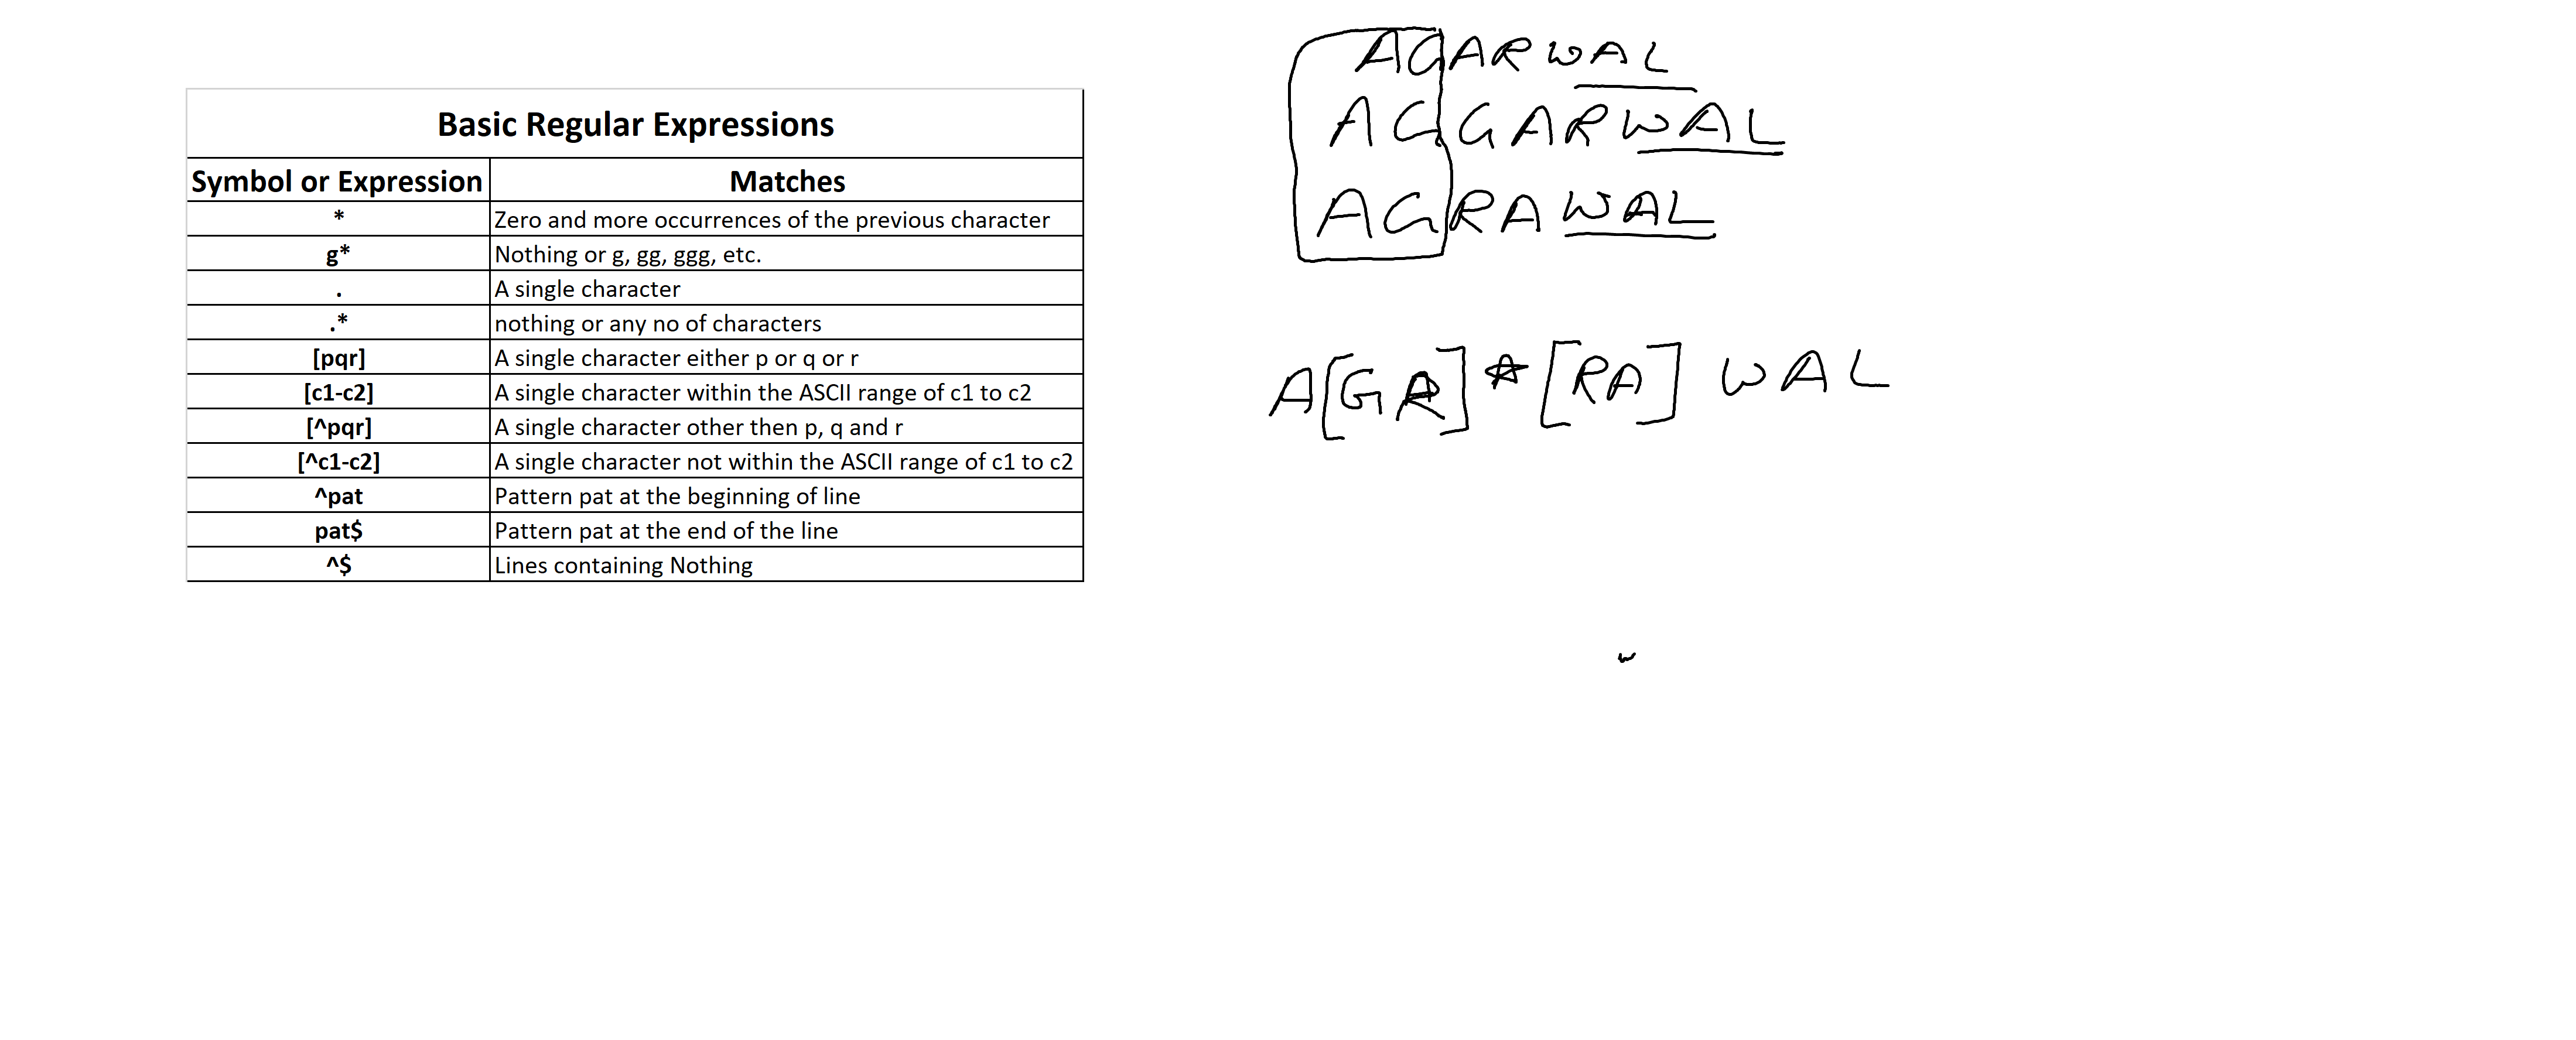 Basic Regular Expressions
Symbol or Expression Matches
* Zero and more occurrences of the previous character
g* Nothing or g, gg, ggg, etc.
. A single character
.* nothing or any no of characters
[pqr] A single character either p or q or r
[c1-c2] A single character within the ASCII range of c1 to c2
[^pqr] A single character other then p, q and r
[^c1-c2] A single character not within the ASCII range of c1 to c2
^pat Pattern pat at the beginning of line
pat$ Pattern pat at the end of the line
^$ Lines containing Nothing
AGARWAL
AGGARWAL
AGRAWAL
A[GA]*[RA]WAL